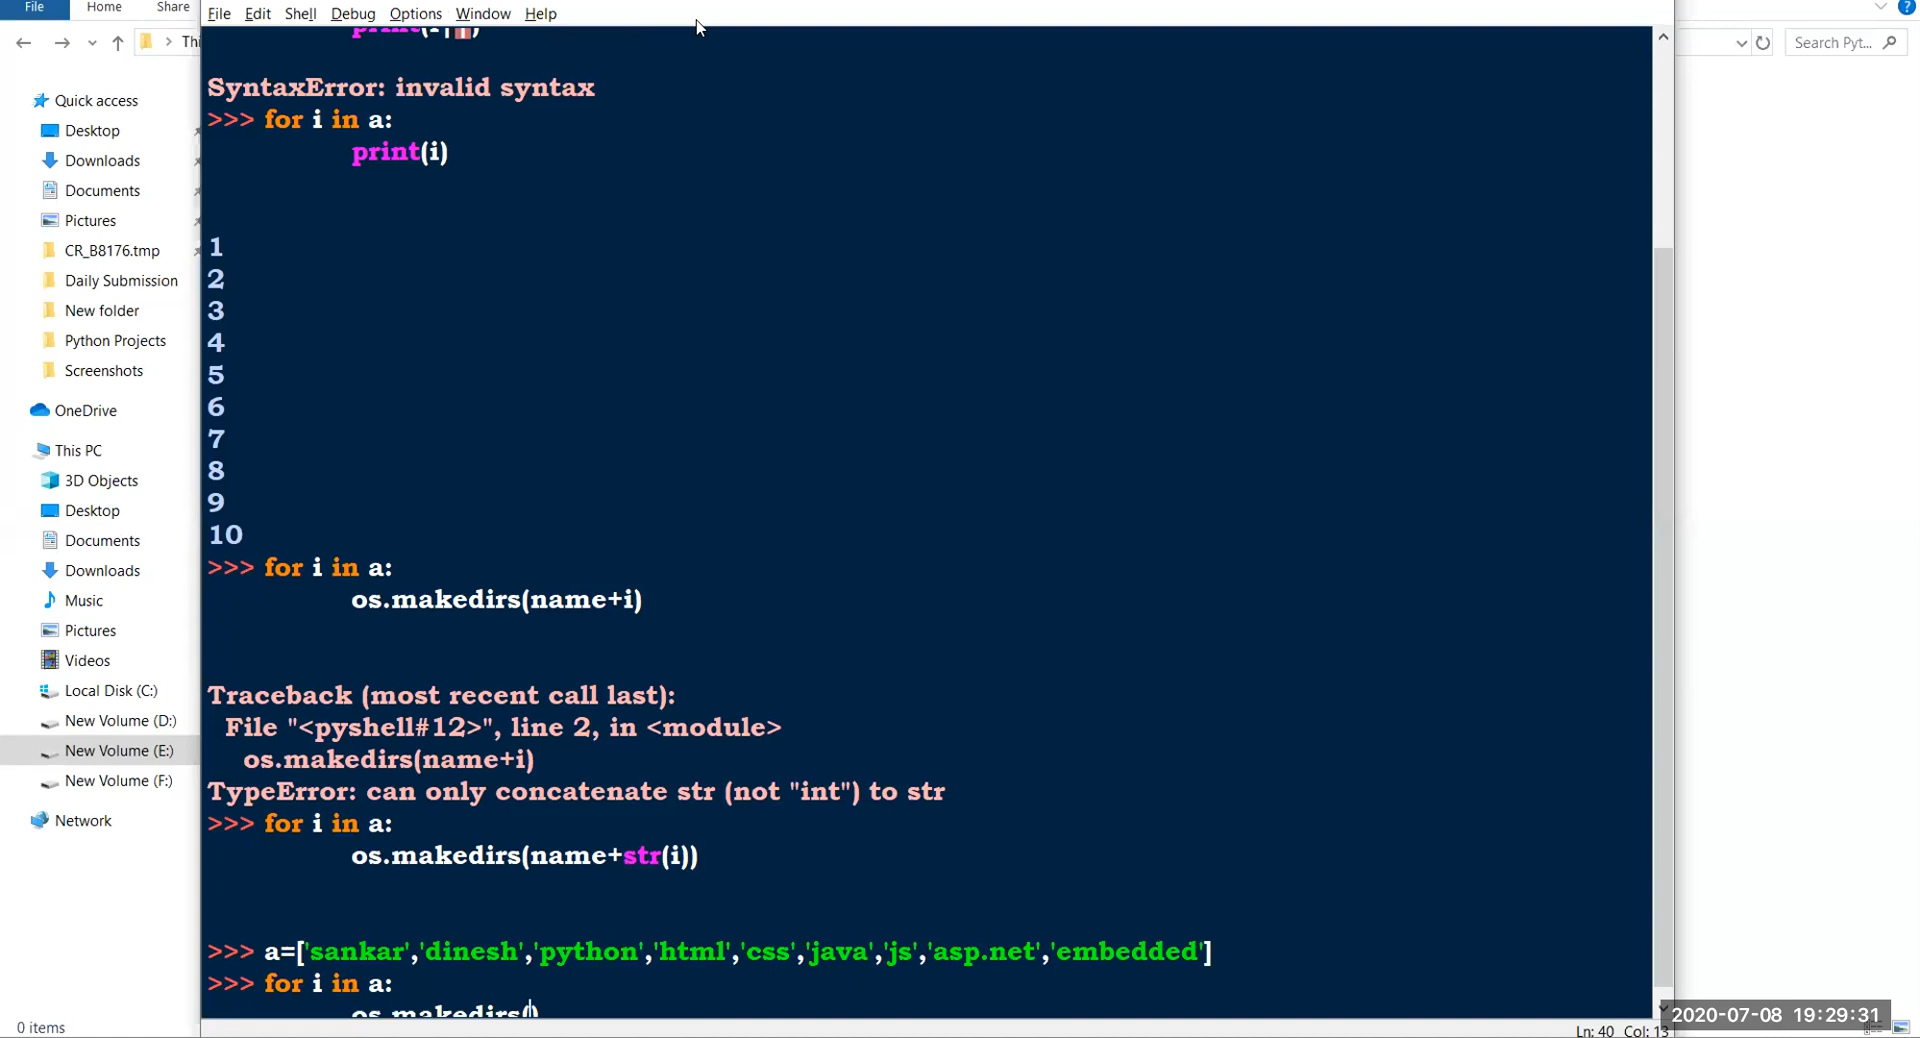 File Home Share
File Edit Shell Debug Options Window Help
Search Pyt...
Quick access
Desktop
Downloads
Documents
Pictures
CR_B8176.tmp
Daily Submission
New folder
Python Projects
Screenshots
OneDrive
This PC
3D Objects
Desktop
Documents
Downloads
Music
Pictures
Videos
Local Disk (C:)
New Volume (D:)
New Volume (E:)
New Volume (F:)
Network
0 items
SyntaxError: invalid syntax
>>> for i in a:
print(i)
1
2
3
4
5
6
7
8
9
10
>>> for i in a:
os.makedirs(name+i)
Traceback (most recent call last):
File "<pyshell#12>", line 2, in <module>
os.makedirs(name+i)
TypeError: can only concatenate str (not "int") to str
>>> for i in a:
os.makedirs(name+str(i))
>>> a=['sankar','dinesh','python','html','css','java','js','asp.net','embedded']
>>> for i in a:
os.makedirs()
2020-07-08 19:29:31
Ln: 40 Col: 13